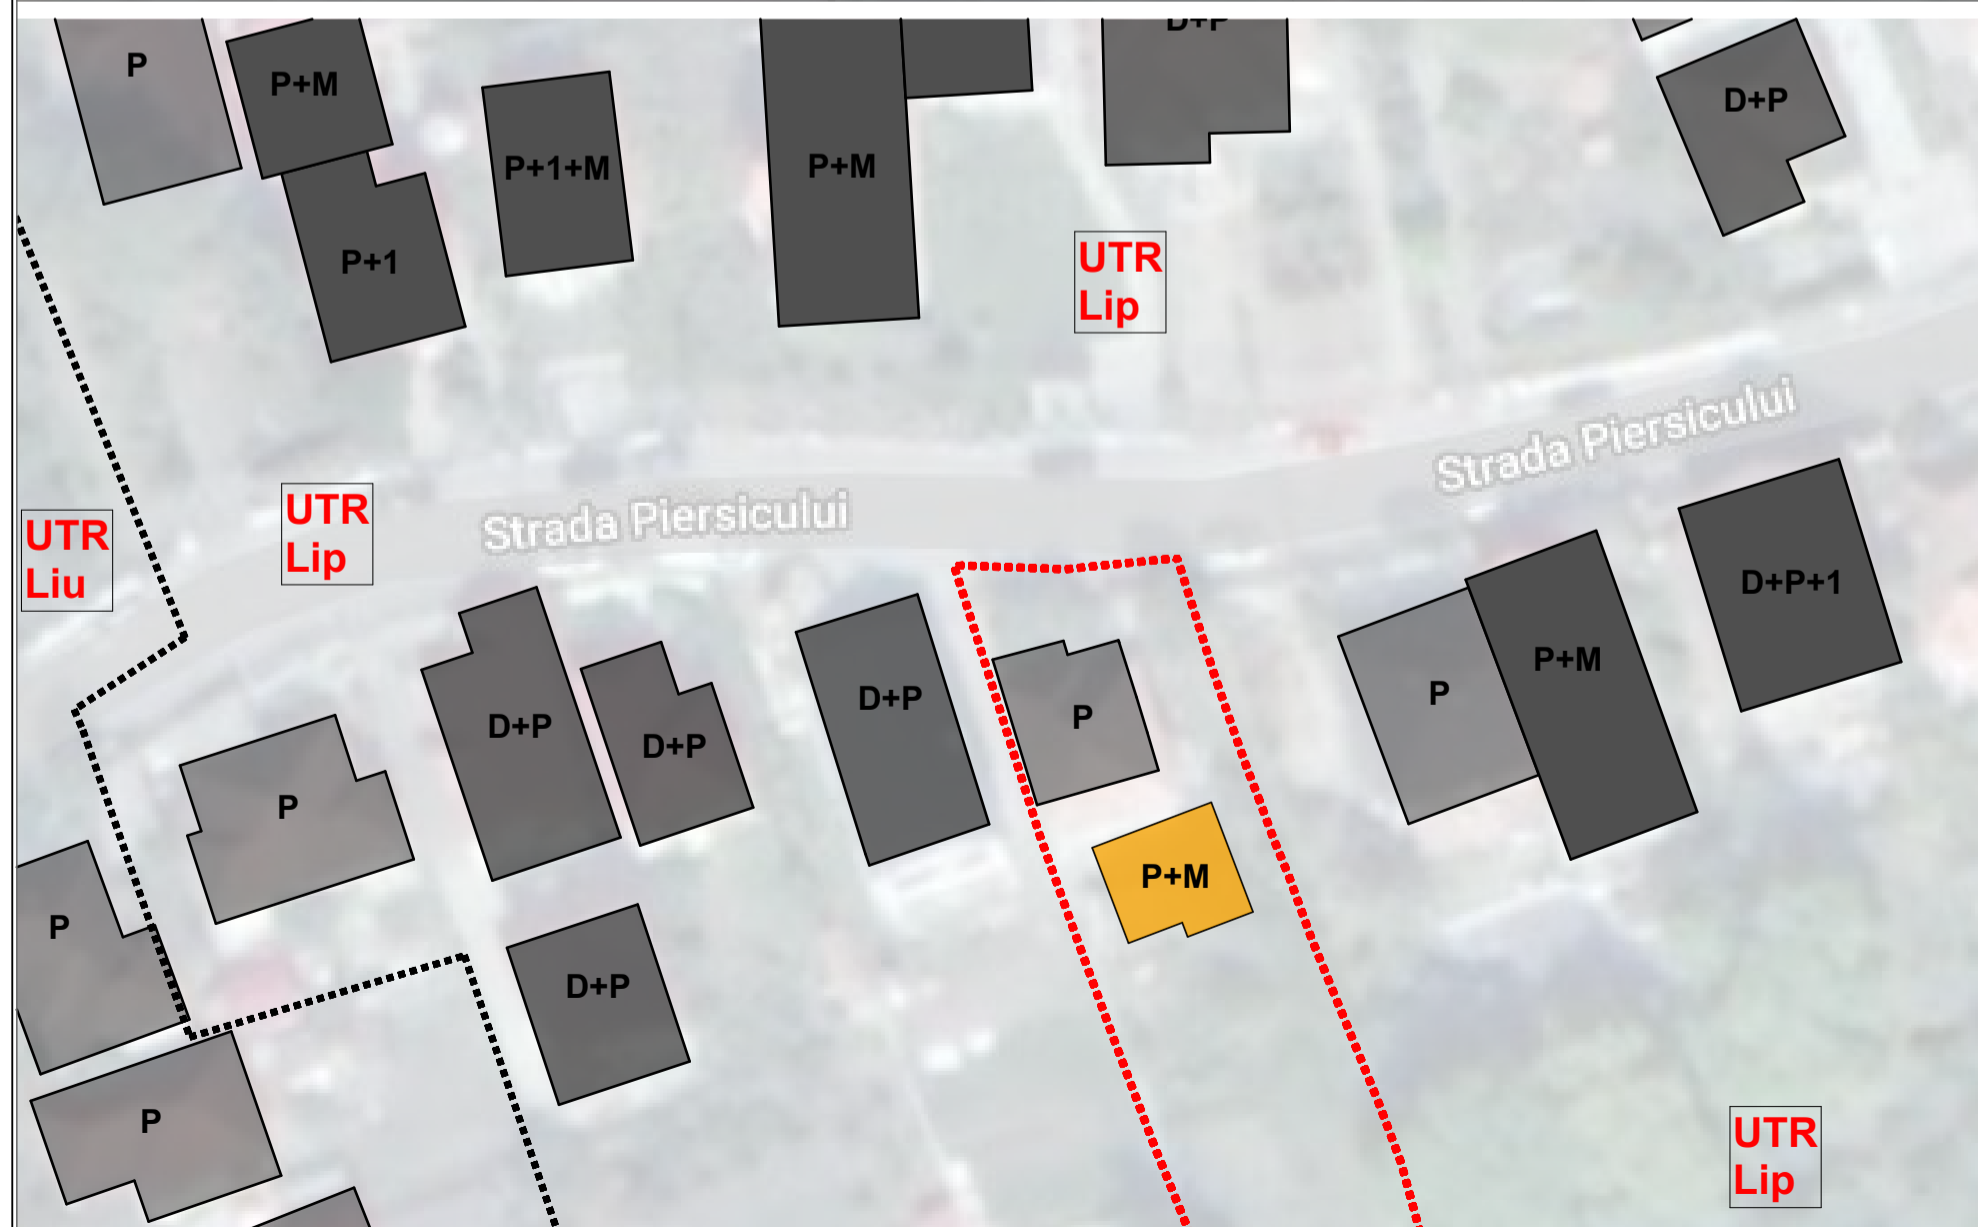 D+P
P
P+M
D+P
P+1+M
P+M
P+1
UTR
Lip
Strada Piersicului
UTR
Liu
UTR
Lip
Strada Piersicului
D+P+1
P+M
P
D+P
P
D+P
D+P
P
P+M
P
D+P
P
UTR
Lip